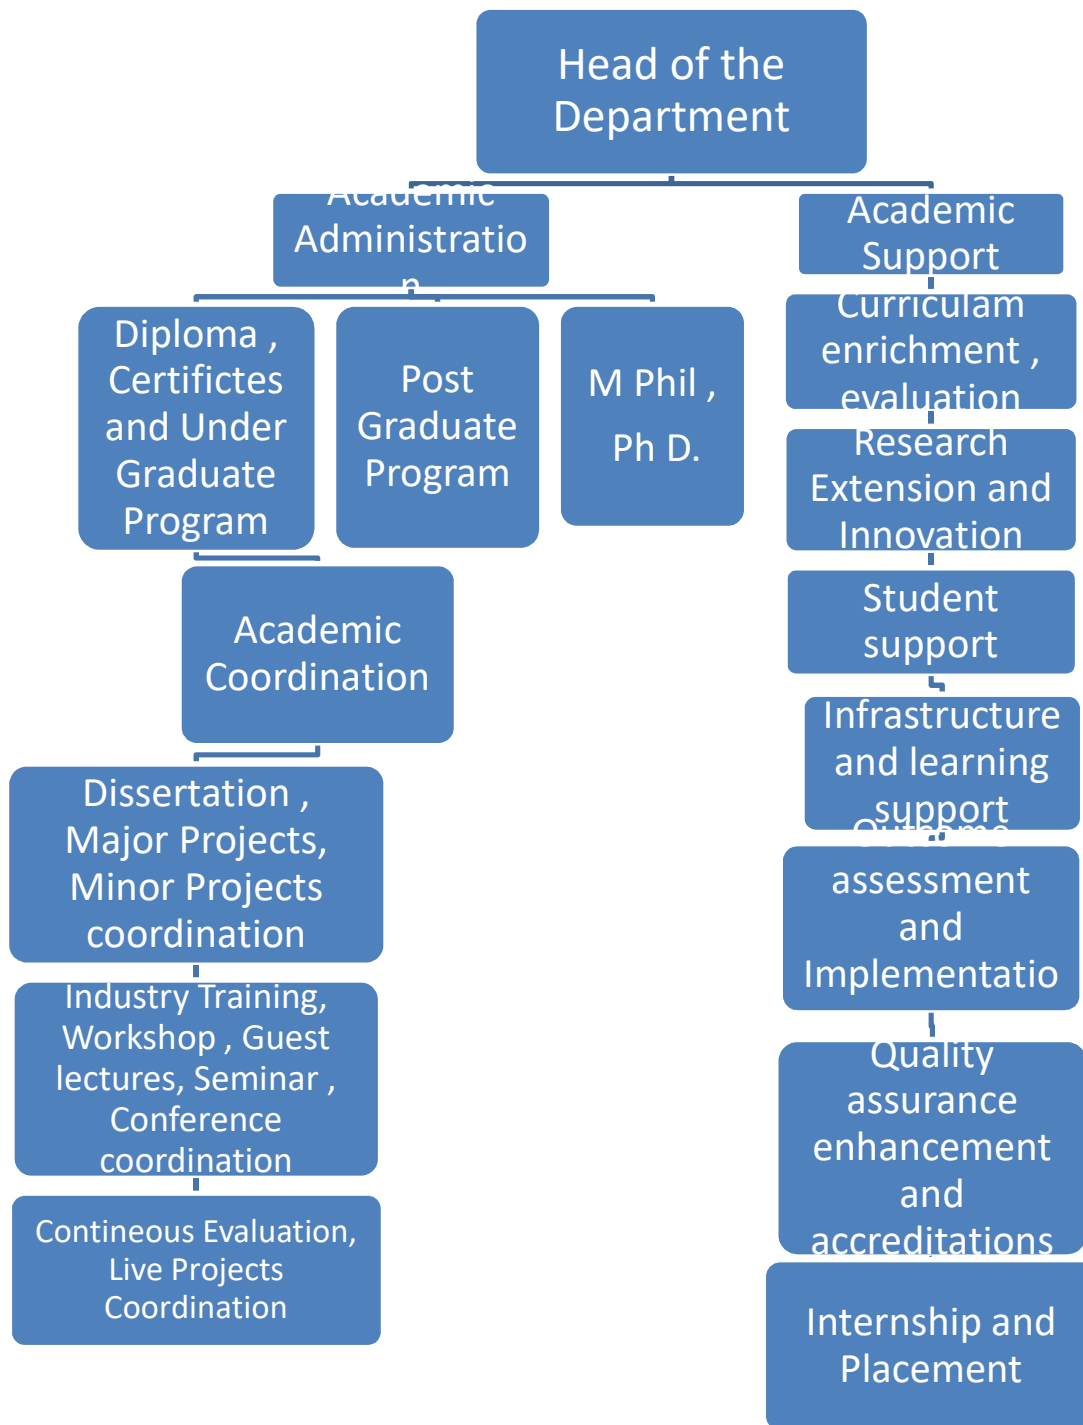 Head of the
Department
Academic
Administratio
n
Academic
Support
Diploma ,
Certifictes
and Under
Graduate
Program
Post
Graduate
Program
M Phil ,
Ph D.
Curriculam
enrichment ,
evaluation
Research
Extension and
Innovation
Academic
Coordination
Student
support
Infrastructure
and learning
support
Dissertation ,
Major Projects,
Minor Projects
coordination
Outcome
assessment
and
Implementatio
Industry Training,
Workshop , Guest
lectures, Seminar ,
Conference
coordination
Quality
assurance
enhancement
and
accreditations
Contineous Evaluation,
Live Projects
Coordination
Internship and
Placement